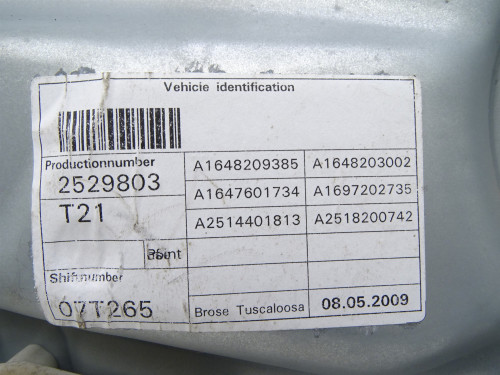 Vehicle identification
Productionnumber
2529803
T21
A1648209385 A1648203002
A1647601734 A1697202735
A2514401813 A2518200742
Shiftnumber
07T265
Brose Tuscaloosa 08.05.2009